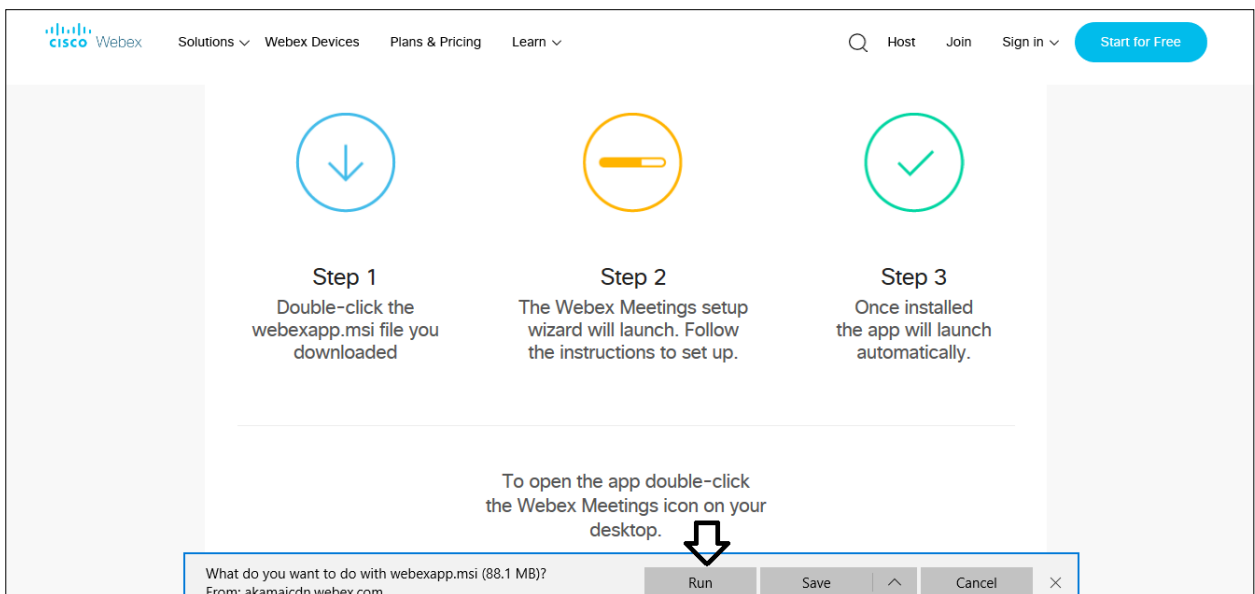 CISCO Webex Solutions Webex Devices Plans & Pricing Learn Host Join Sign in Start for Free
Step 1
Double-click the
webexapp.msi file you
downloaded
Step 2
The Webex Meetings setup
wizard will launch. Follow
the instructions to set up.
Step 3
Once installed
the app will launch
automatically.
To open the app double-click
the Webex Meetings icon on your
desktop.
What do you want to do with webexapp.msi (88.1 MB)?
From: akamaicdn.webex.com
Run Save Cancel